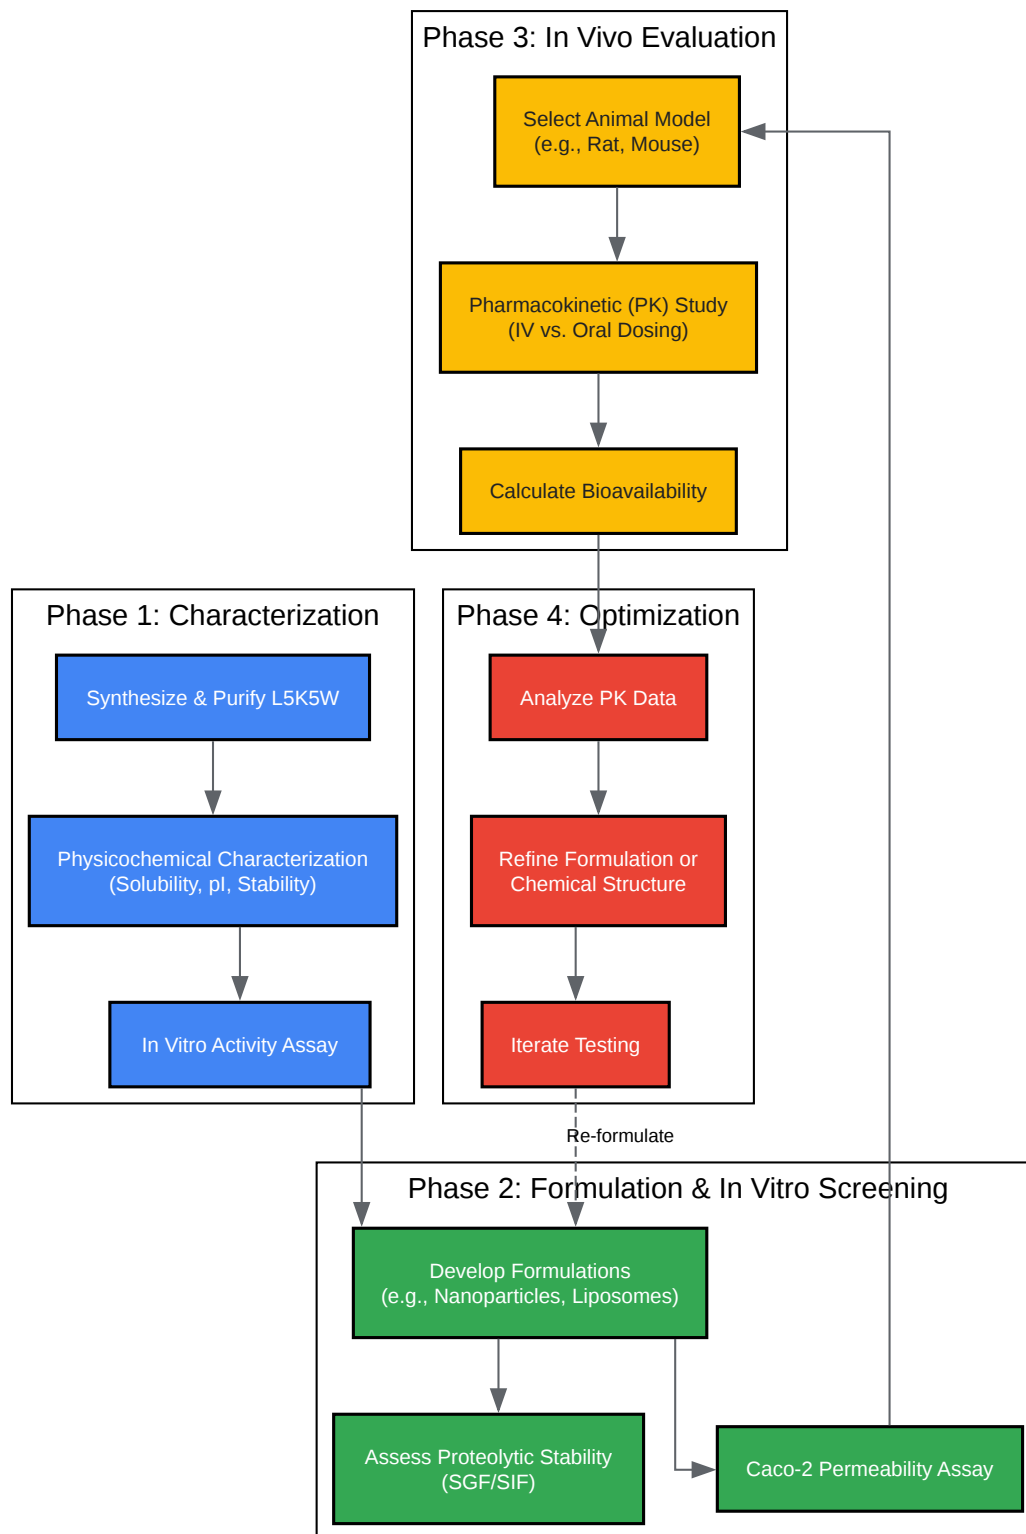 Phase 3: In Vivo Evaluation
Select Animal Model
(e.g., Rat, Mouse)
Pharmacokinetic (PK) Study
(IV vs. Oral Dosing)
Calculate Bioavailability
Phase 1: Characterization
Synthesize & Purify L5K5W
Physicochemical Characterization
(Solubility, pI, Stability)
In Vitro Activity Assay
Phase 4: Optimization
Analyze PK Data
Refine Formulation or
Chemical Structure
Iterate Testing
Re-formulate
Phase 2: Formulation & In Vitro Screening
Develop Formulations
(e.g., Nanoparticles, Liposomes)
Assess Proteolytic Stability
(SGF/SIF)
Caco-2 Permeability Assay